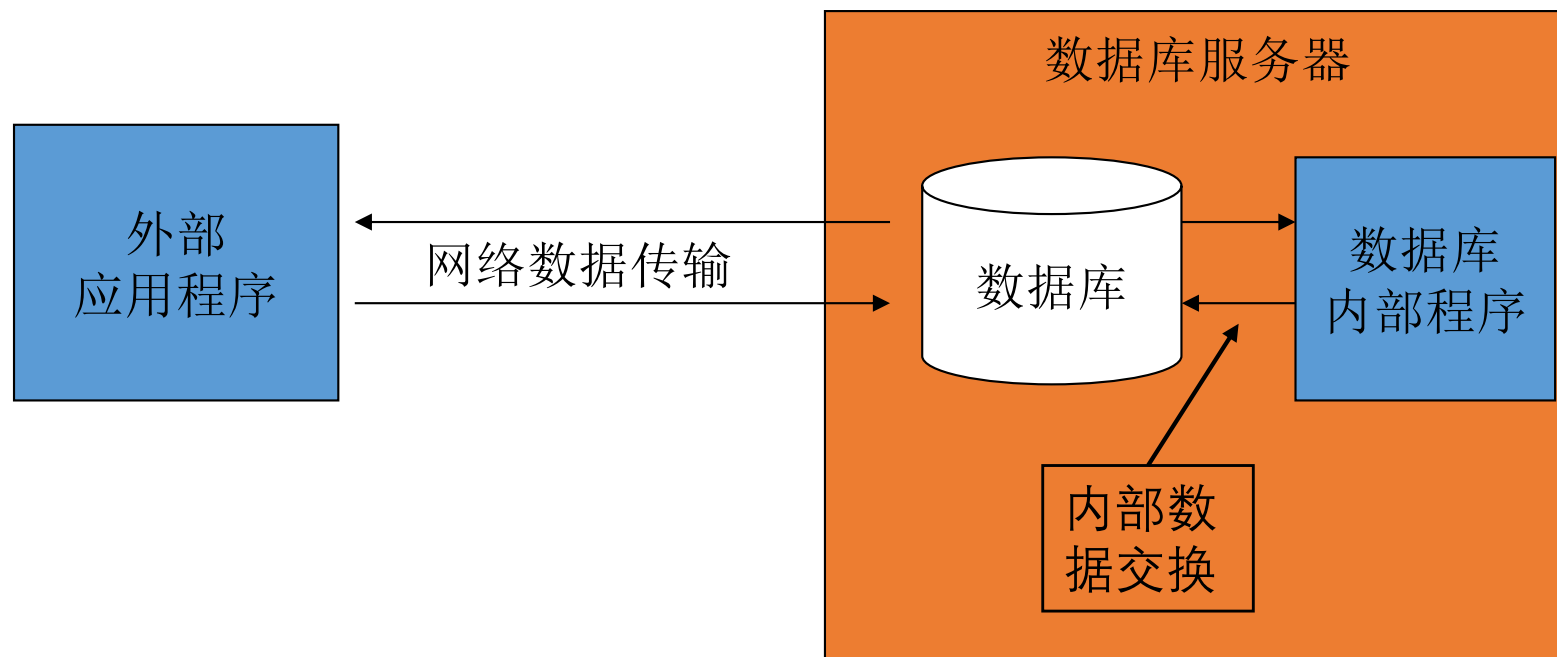 数据库服务器
外部
应用程序
网络数据传输
数据库
数据库
内部程序
内部数
据交换